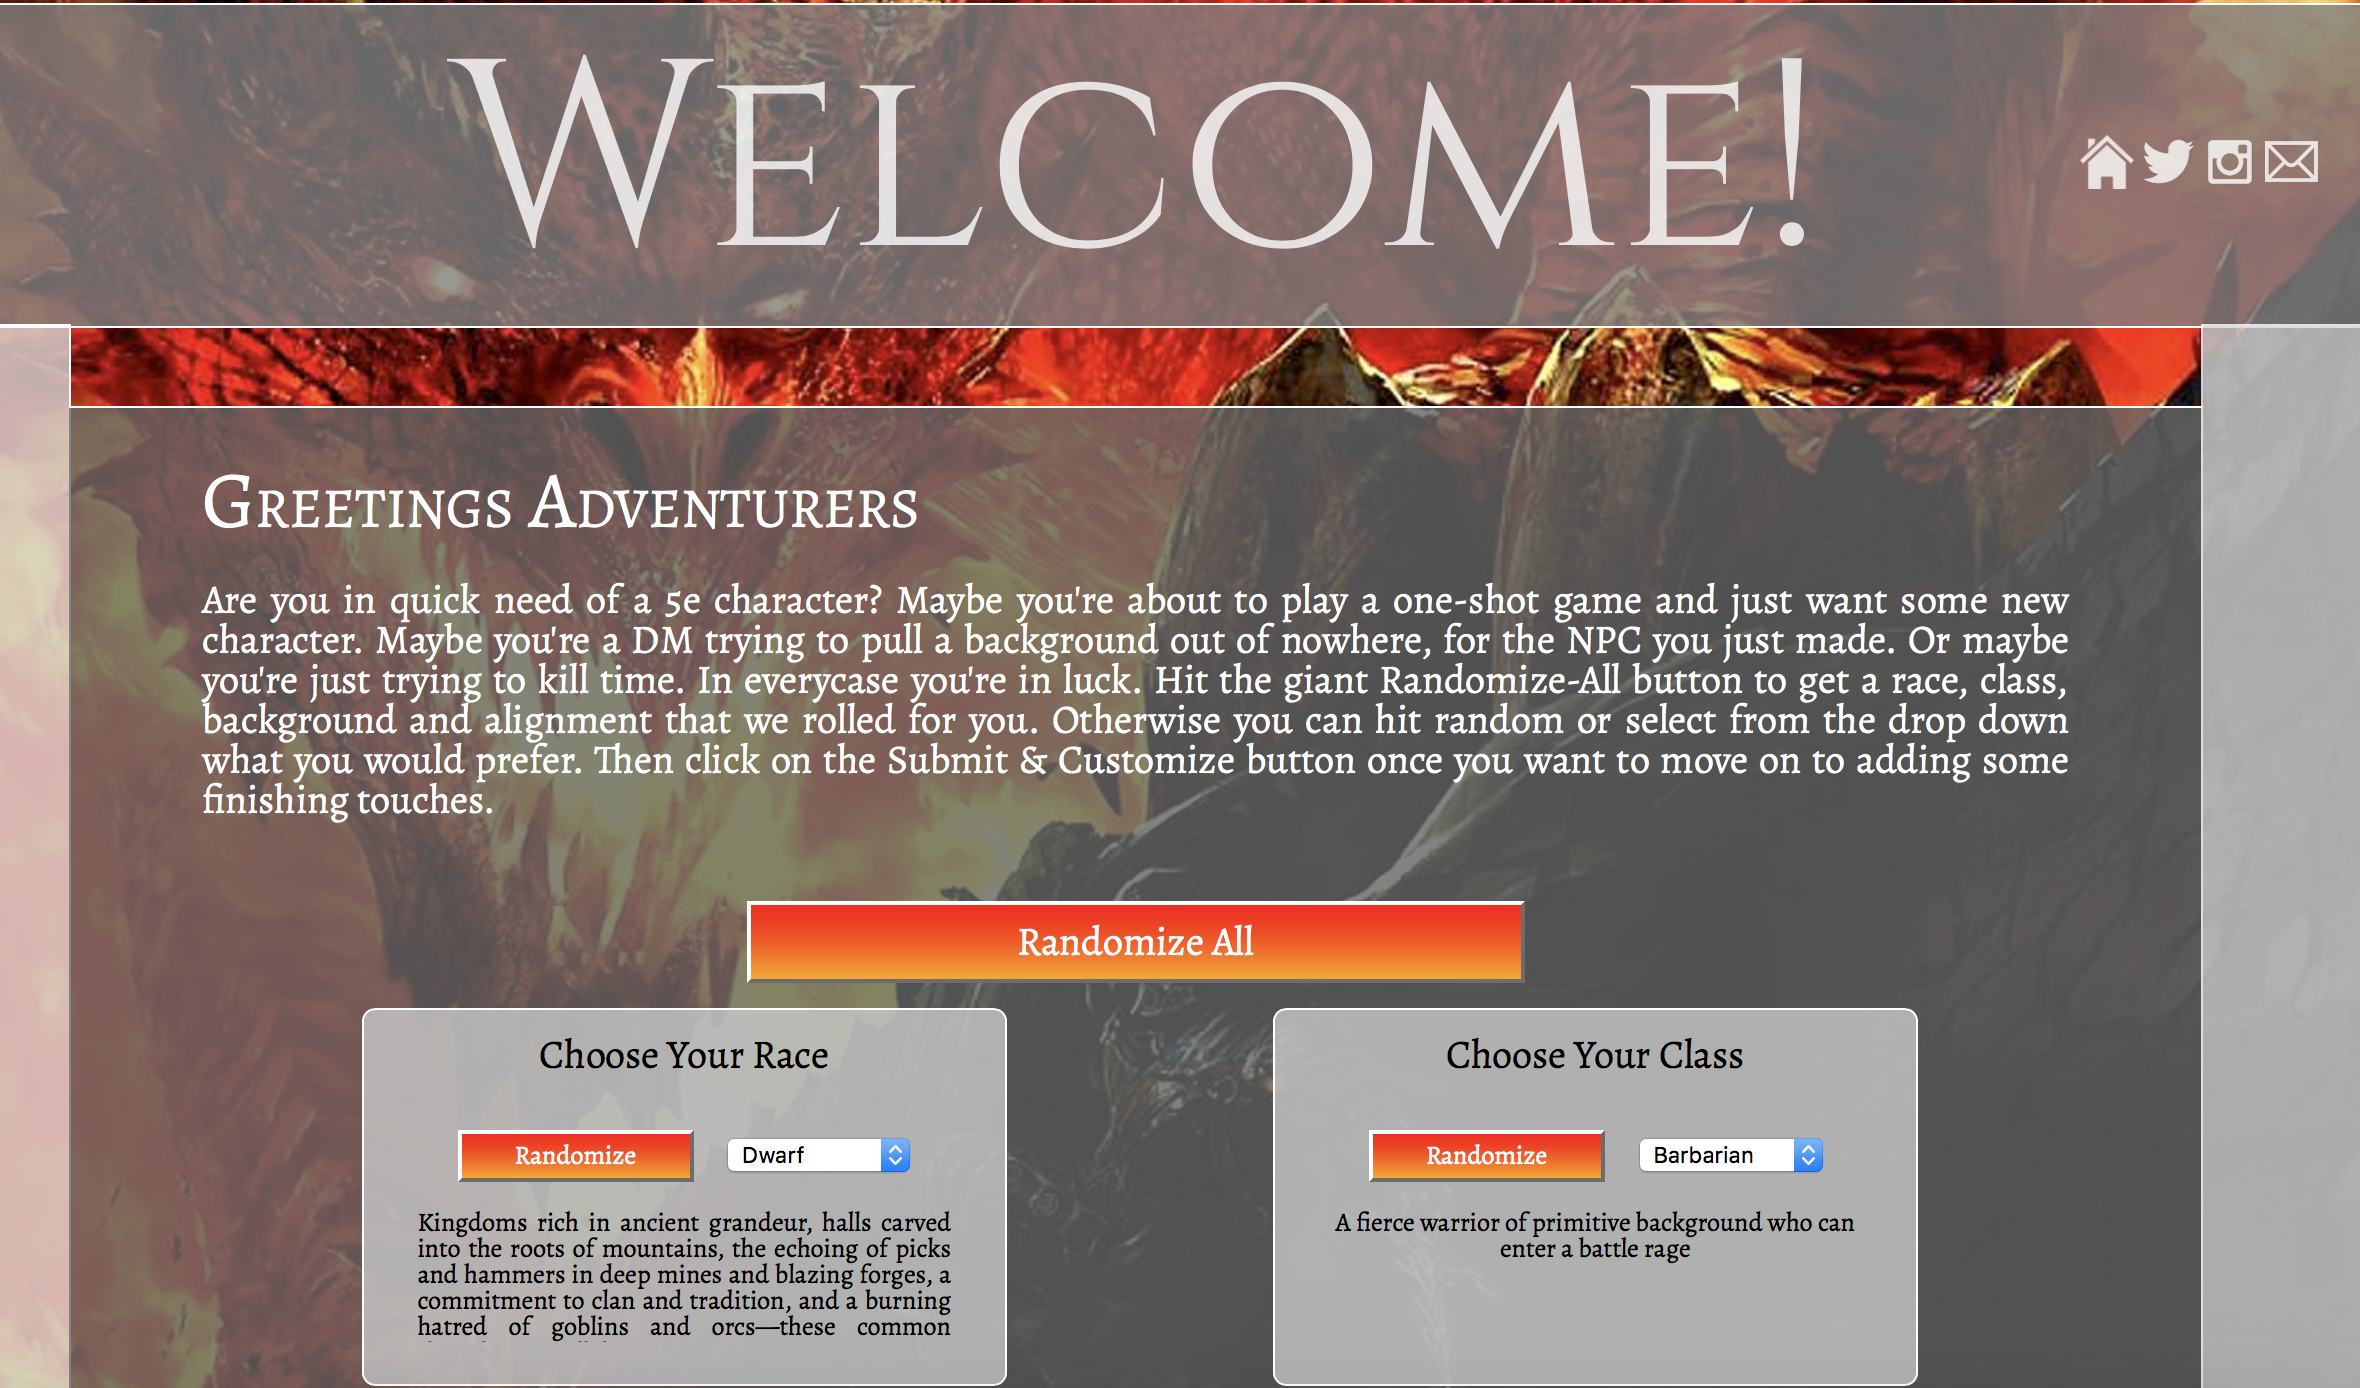 Welcome!
Greetings Adventurers
Are you in quick need of a 5e character? Maybe you're about to play a one-shot game and just want some new
character. Maybe you're a DM trying to pull a background out of nowhere, for the NPC you just made. Or maybe
you're just trying to kill time. In everycase you're in luck. Hit the giant Randomize-All button to get a race, class,
background and alignment that we rolled for you. Otherwise you can hit random or select from the drop down
what you would prefer. Then click on the Submit & Customize button once you want to move on to adding some
finishing touches.
Randomize All
Choose Your Race
Randomize
Dwarf
Kingdoms rich in ancient grandeur, halls carved
into the roots of mountains, the echoing of picks
and hammers in deep mines and blazing forges, a
commitment to clan and tradition, and a burning
hatred of goblins and orcs—these common
Choose Your Class
Randomize
Barbarian
A fierce warrior of primitive background who can
enter a battle rage